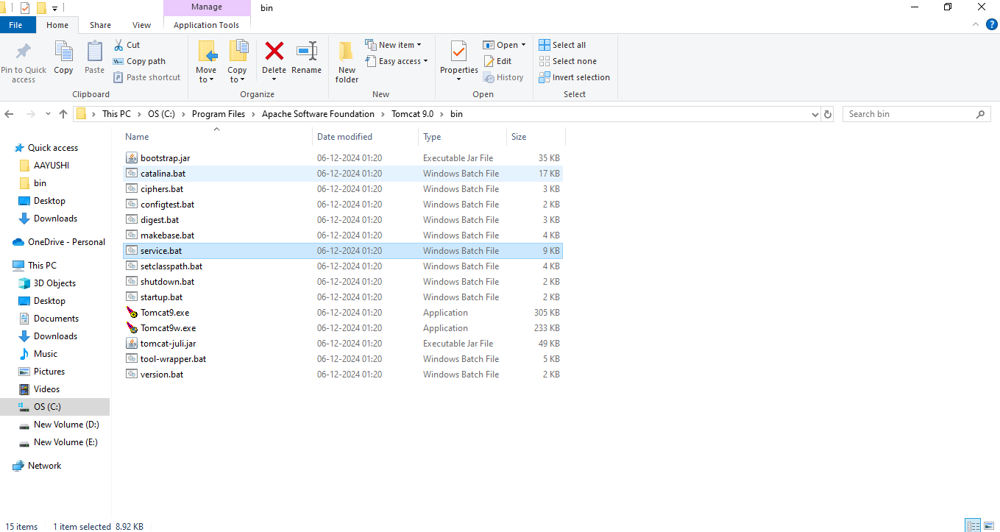 Manage
bin
File
Home
Share
View
Application Tools
Pin to Quick access
Copy
Paste
Cut
Copy path
Paste shortcut
Clipboard
Move to
Copy to
Delete
Rename
Organize
New folder
New item
Easy access
New
Properties
Open
Edit
History
Open
Select all
Select none
Invert selection
Select
This PC > OS (C:) > Program Files > Apache Software Foundation > Tomcat 9.0 > bin
Search bin
Quick access
AAYUSHI
bin
Desktop
Downloads
OneDrive - Personal
This PC
3D Objects
Desktop
Documents
Downloads
Music
Pictures
Videos
OS (C:)
New Volume (D:)
New Volume (E:)
Network
Name Date modified Type Size
bootstrap.jar 06-12-2024 01:20 Executable Jar File 35 KB
catalina.bat 06-12-2024 01:20 Windows Batch File 17 KB
ciphers.bat 06-12-2024 01:20 Windows Batch File 3 KB
configtest.bat 06-12-2024 01:20 Windows Batch File 2 KB
digest.bat 06-12-2024 01:20 Windows Batch File 3 KB
makebase.bat 06-12-2024 01:20 Windows Batch File 4 KB
service.bat 06-12-2024 01:20 Windows Batch File 9 KB
setclasspath.bat 06-12-2024 01:20 Windows Batch File 4 KB
shutdown.bat 06-12-2024 01:20 Windows Batch File 2 KB
startup.bat 06-12-2024 01:20 Windows Batch File 2 KB
Tomcat9.exe 06-12-2024 01:20 Application 305 KB
Tomcat9w.exe 06-12-2024 01:20 Application 233 KB
tomcat-juli.jar 06-12-2024 01:20 Executable Jar File 49 KB
tool-wrapper.bat 06-12-2024 01:20 Windows Batch File 5 KB
version.bat 06-12-2024 01:20 Windows Batch File 2 KB
15 items 1 item selected 8.92 KB